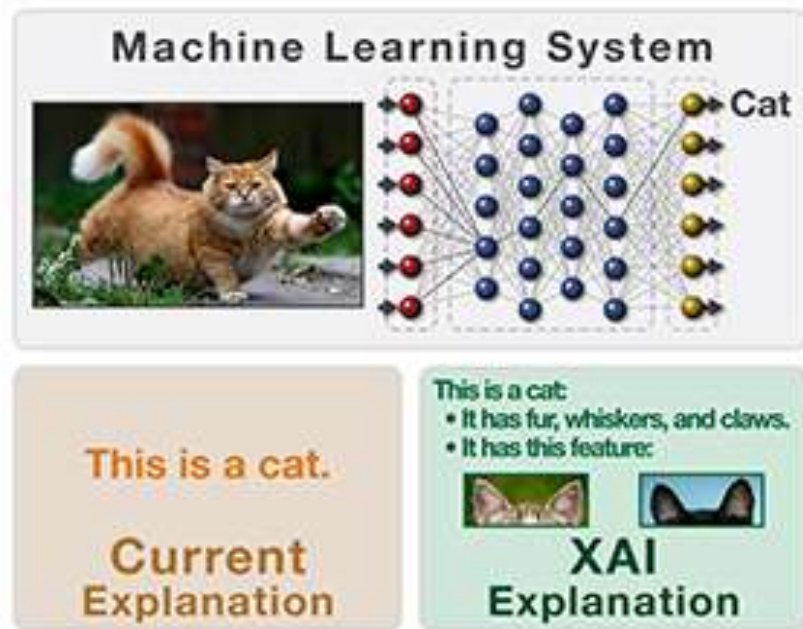 Machine Learning System
Cat
This is a cat.
Current
Explanation
This is a cat:
• It has fur, whiskers, and claws.
• It has this feature:
XAI
Explanation